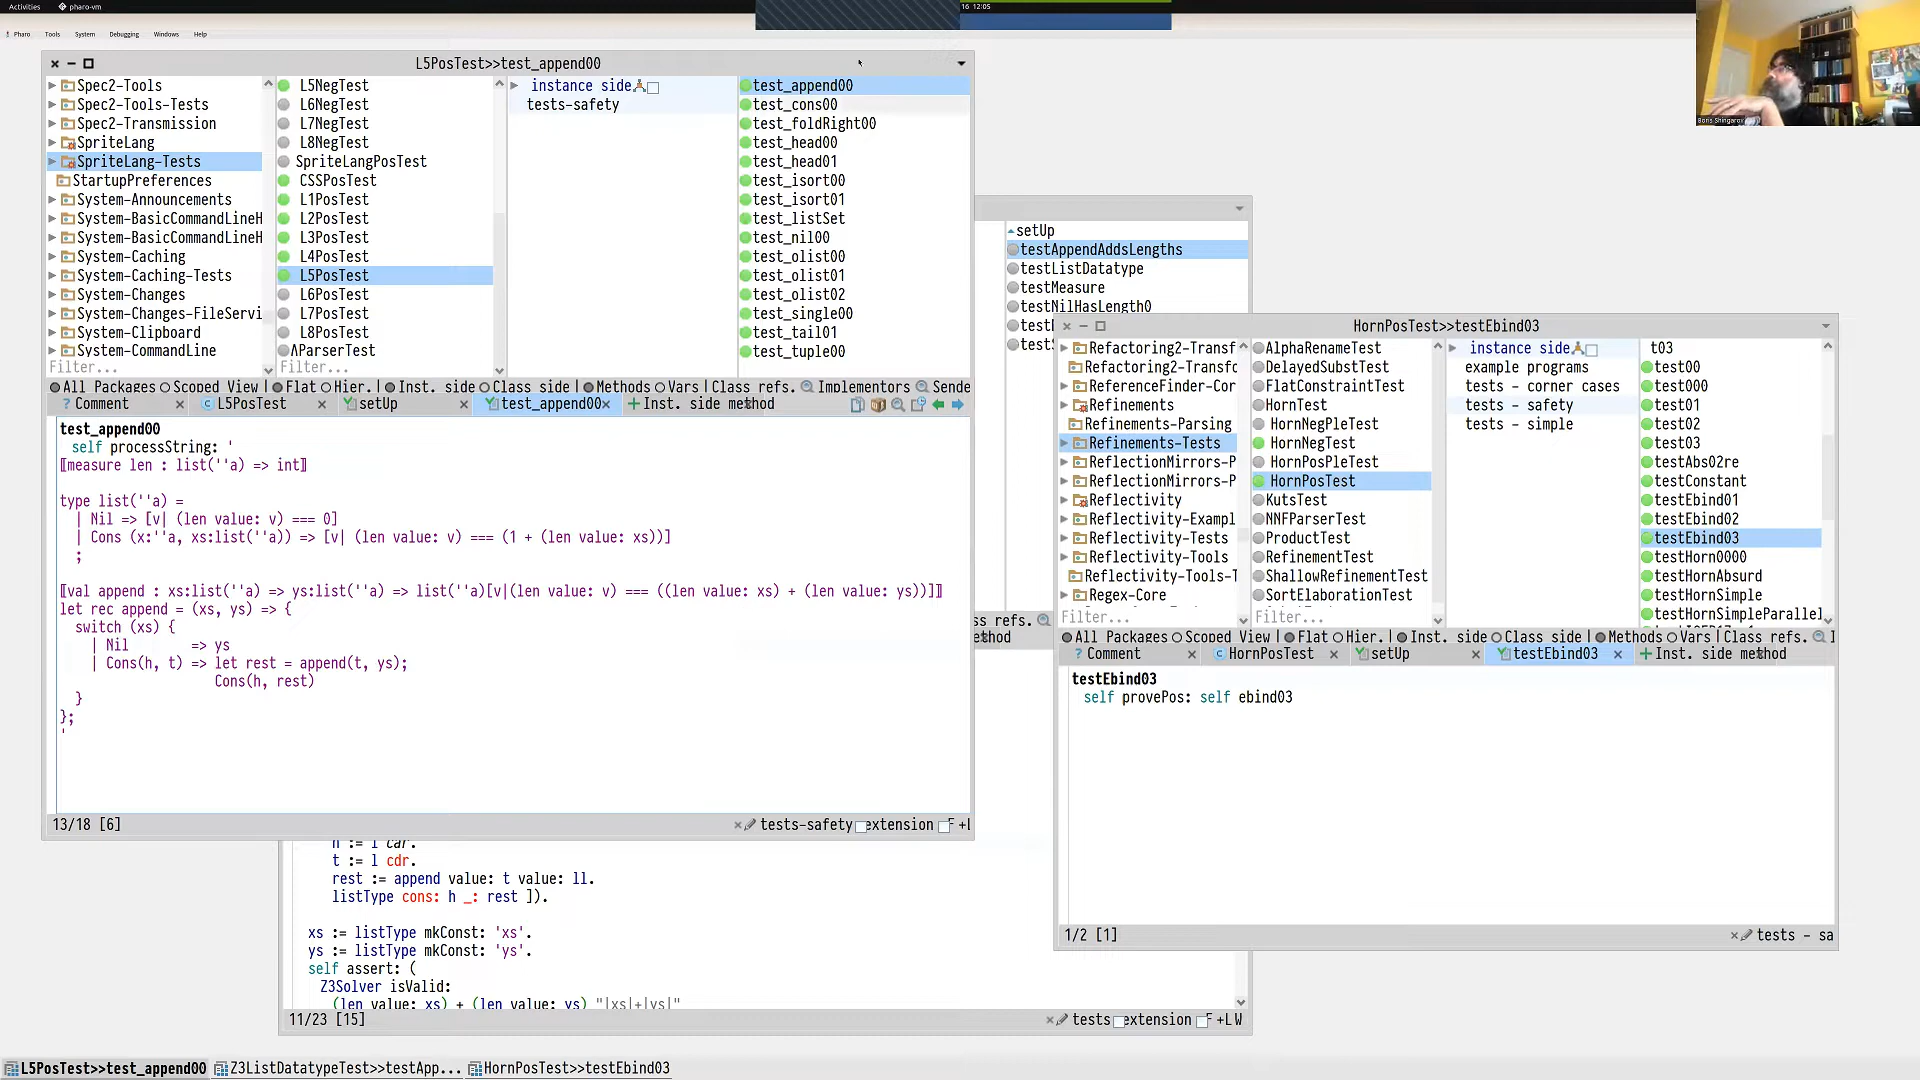 Activities pharo-vm 16 12:05
Pharo Tools System Debugging Windows Help
Boris Shingarov
L5PosTest>>test_append00
Spec2-Tools
Spec2-Tools-Tests
Spec2-Transmission
SpriteLang
SpriteLang-Tests
StartupPreferences
System-Announcements
System-BasicCommandLineH
System-BasicCommandLineH
System-Caching
System-Caching-Tests
System-Changes
System-Changes-FileServi
System-Clipboard
System-CommandLine
Filter...
L5NegTest
L6NegTest
L7NegTest
L8NegTest
SpriteLangPosTest
CSSPosTest
L1PosTest
L2PosTest
L3PosTest
L4PosTest
L5PosTest
L6PosTest
L7PosTest
L8PosTest
ΛParserTest
Filter...
instance side
tests-safety
test_append00
test_cons00
test_foldRight00
test_head00
test_head01
test_isort00
test_isort01
test_listSet
test_nil00
test_olist00
test_olist01
test_olist02
test_single00
test_tail01
test_tuple00
All Packages Scoped View Flat Hier. Inst. side Class side Methods Vars Class refs. Implementors Sende
? Comment L5PosTest setUp test_append00 + Inst. side method
test_append00
self processString: '
⟦measure len : list(''a) => int⟧
type list(''a) =
| Nil => [v| (len value: v) === 0]
| Cons (x:''a, xs:list(''a)) => [v| (len value: v) === (1 + (len value: xs))]
;
⟦val append : xs:list(''a) => ys:list(''a) => list(''a)[v|(len value: v) === ((len value: xs) + (len value: ys))]⟧
let rec append = (xs, ys) => {
switch (xs) {
| Nil => ys
| Cons(h, t) => let rest = append(t, ys);
Cons(h, rest)
}
};
'
13/18 [6] tests-safety extension F +L
setUp
testAppendAddsLengths
testListDatatype
testMeasure
testNilHasLength0
ss refs.
h := l car.
t := l cdr.
rest := append value: t value: ll.
listType cons: h _: rest ]).
xs := listType mkConst: 'xs'.
ys := listType mkConst: 'ys'.
self assert: (
Z3Solver isValid:
(len value: xs) + (len value: ys) "|xs|+|ys|"
11/23 [15] tests extension F +LW
HornPosTest>>testEbind03
Refactoring2-Transf
Refactoring2-Transfo
ReferenceFinder-Cor
Refinements
Refinements-Parsing
Refinements-Tests
ReflectionMirrors-P
ReflectionMirrors-P
Reflectivity
Reflectivity-Exampl
Reflectivity-Tests
Reflectivity-Tools
Reflectivity-Tools-T
Regex-Core
Filter...
AlphaRenameTest
DelayedSubstTest
FlatConstraintTest
HornTest
HornNegPleTest
HornNegTest
HornPosPleTest
HornPosTest
KutsTest
NNFParserTest
ProductTest
RefinementTest
ShallowRefinementTest
SortElaborationTest
Filter...
instance side
example programs
tests - corner cases
tests - safety
tests - simple
t03
test00
test000
test01
test02
test03
testAbs02re
testConstant
testEbind01
testEbind02
testEbind03
testHorn0000
testHornAbsurd
testHornSimple
testHornSimpleParallel
All Packages Scoped View Flat Hier. Inst. side Class side Methods Vars Class refs. I
? Comment HornPosTest setUp testEbind03 + Inst. side method
testEbind03
self provePos: self ebind03
1/2 [1] tests - sa
L5PosTest>>test_append00 Z3ListDatatypeTest>>testApp... HornPosTest>>testEbind03